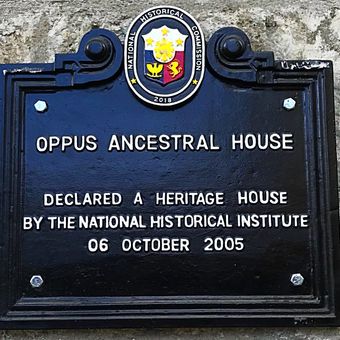 NATIONAL HISTORICAL COMMISSION
2018
OPPUS ANCESTRAL HOUSE
DECLARED A HERITAGE HOUSE
BY THE NATIONAL HISTORICAL INSTITUTE
06 OCTOBER 2005